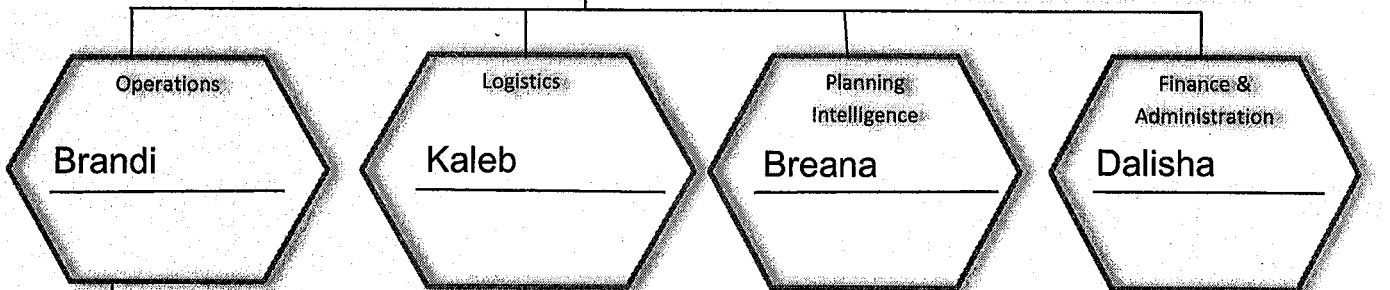 Operations
Brandi
Logistics
Kaleb
Planning
Intelligence
Breana
Finance &
Administration
Dalisha